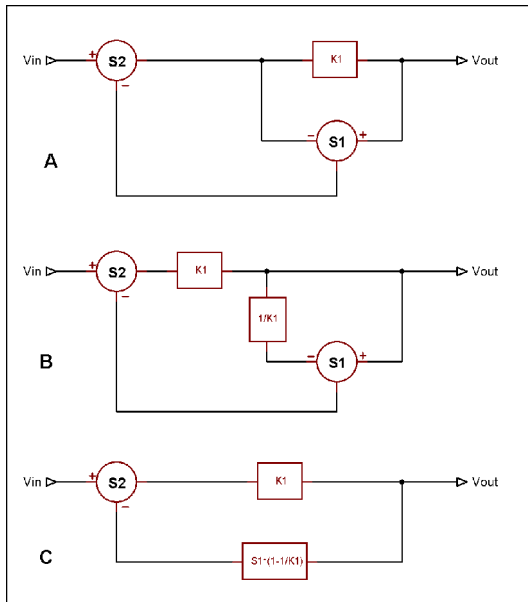 Vin + S2 K1 Vout
−
− S1 +
A
Vin + S2 K1 Vout
−
1/K1
− S1 +
B
Vin + S2 K1 Vout
−
S1*(1-1/K1)
C